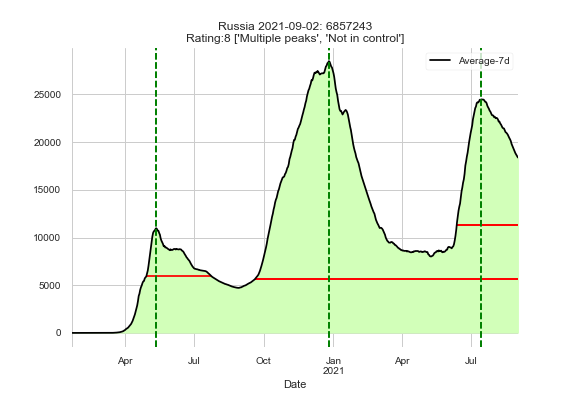 Russia 2021-09-02: 6857243
Rating:8 ['Multiple peaks', 'Not in control']
Average-7d
25000
20000
15000
10000
5000
0
Apr
Jul
Oct
Jan
2021
Apr
Jul
Date